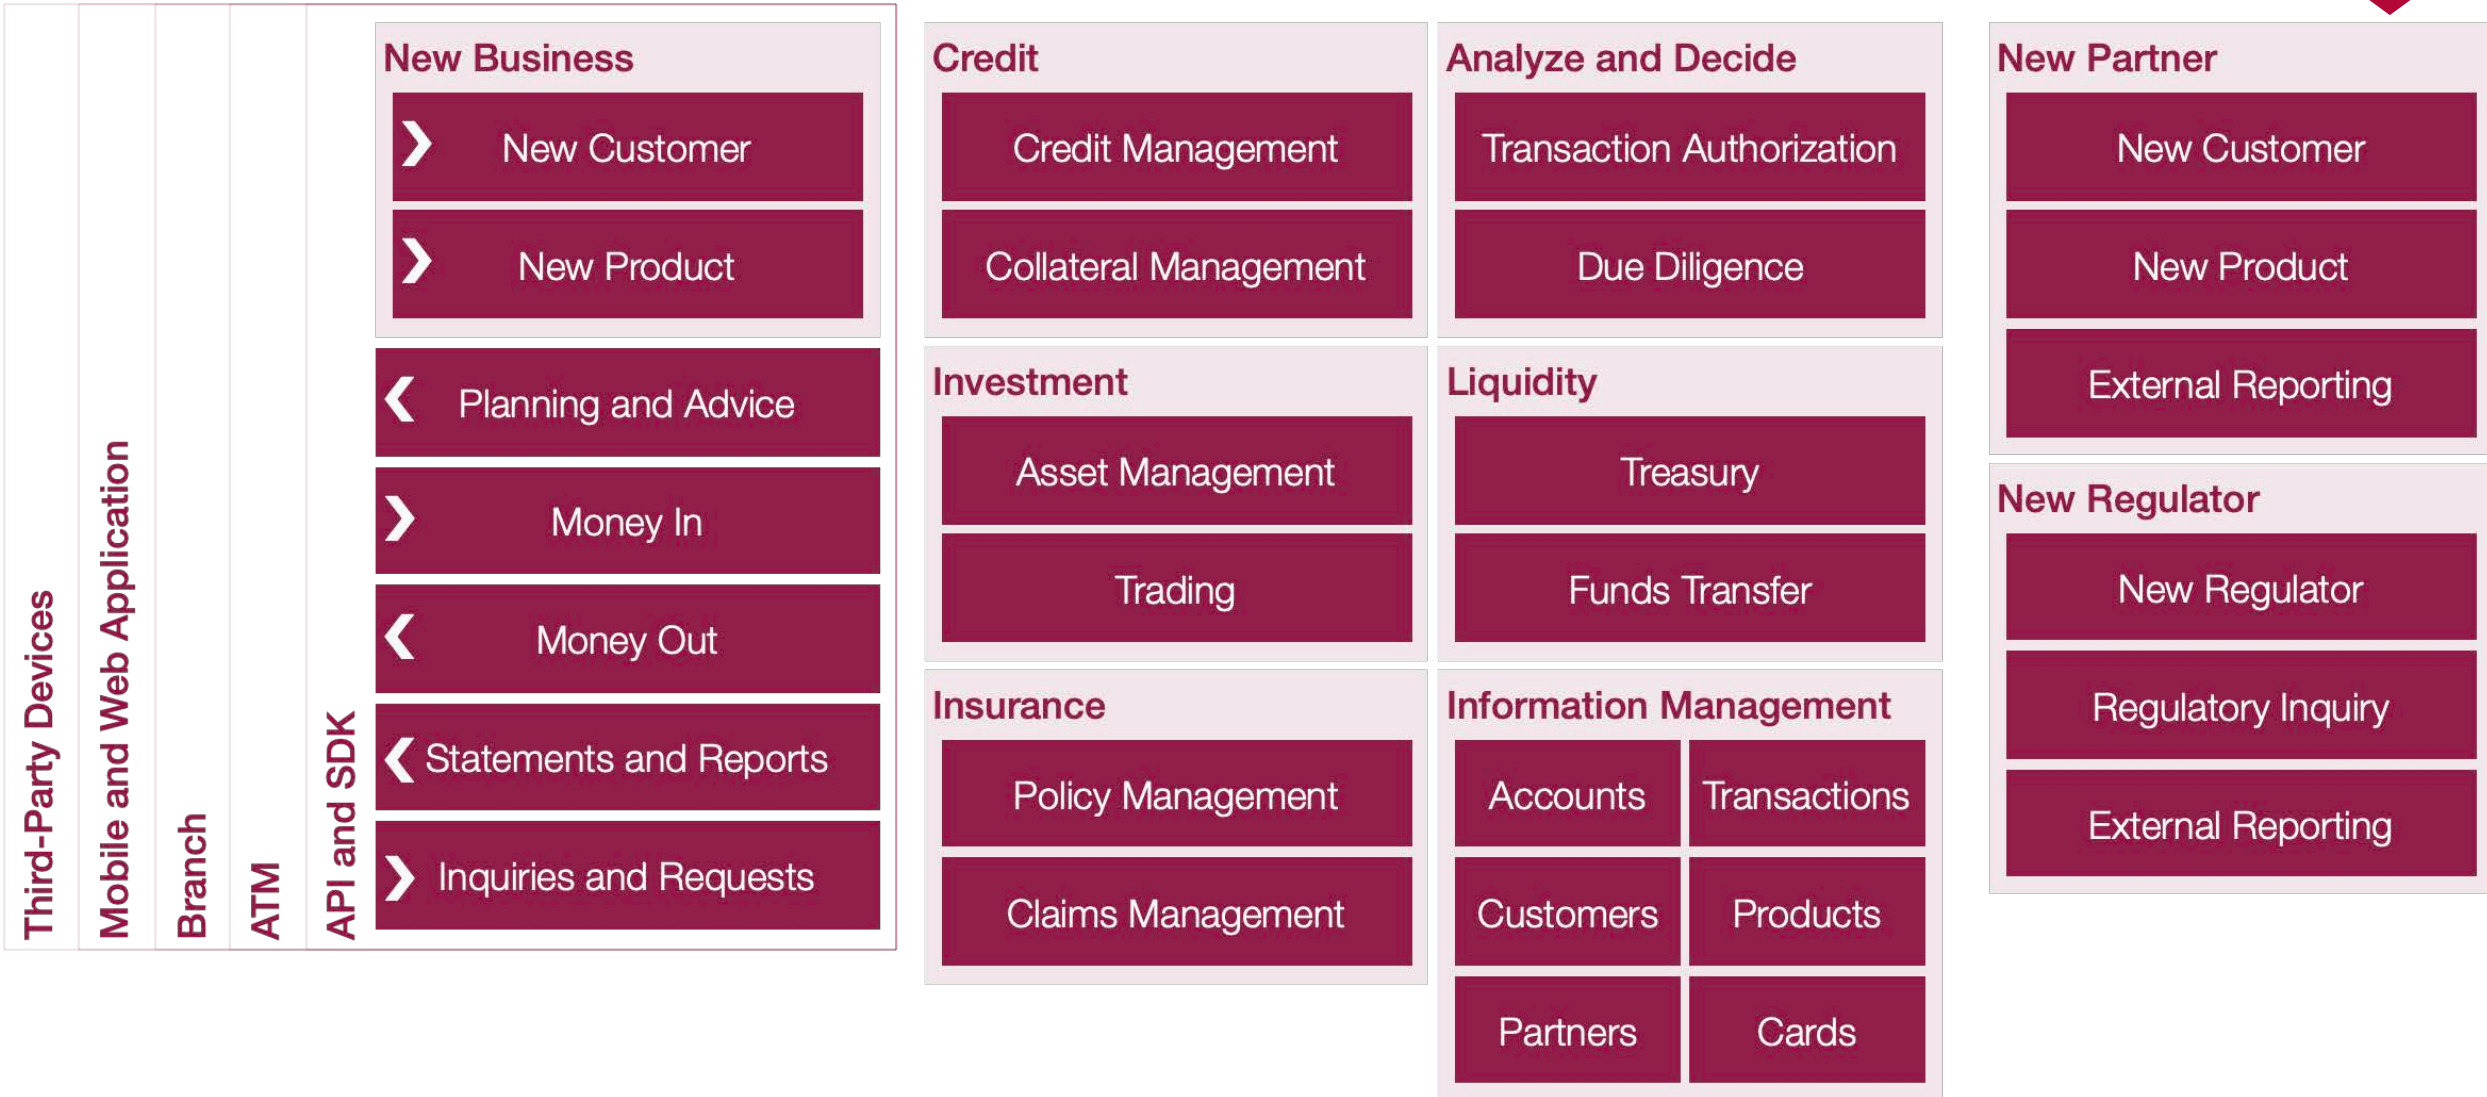 Third-Party Devices
Mobile and Web Application
Branch
ATM
API and SDK
New Business
New Customer
New Product
Planning and Advice
Money In
Money Out
Statements and Reports
Inquiries and Requests
Credit
Credit Management
Collateral Management
Investment
Asset Management
Trading
Insurance
Policy Management
Claims Management
Analyze and Decide
Transaction Authorization
Due Diligence
Liquidity
Treasury
Funds Transfer
Information Management
Accounts
Transactions
Customers
Products
Partners
Cards
New Partner
New Customer
New Product
External Reporting
New Regulator
New Regulator
Regulatory Inquiry
External Reporting